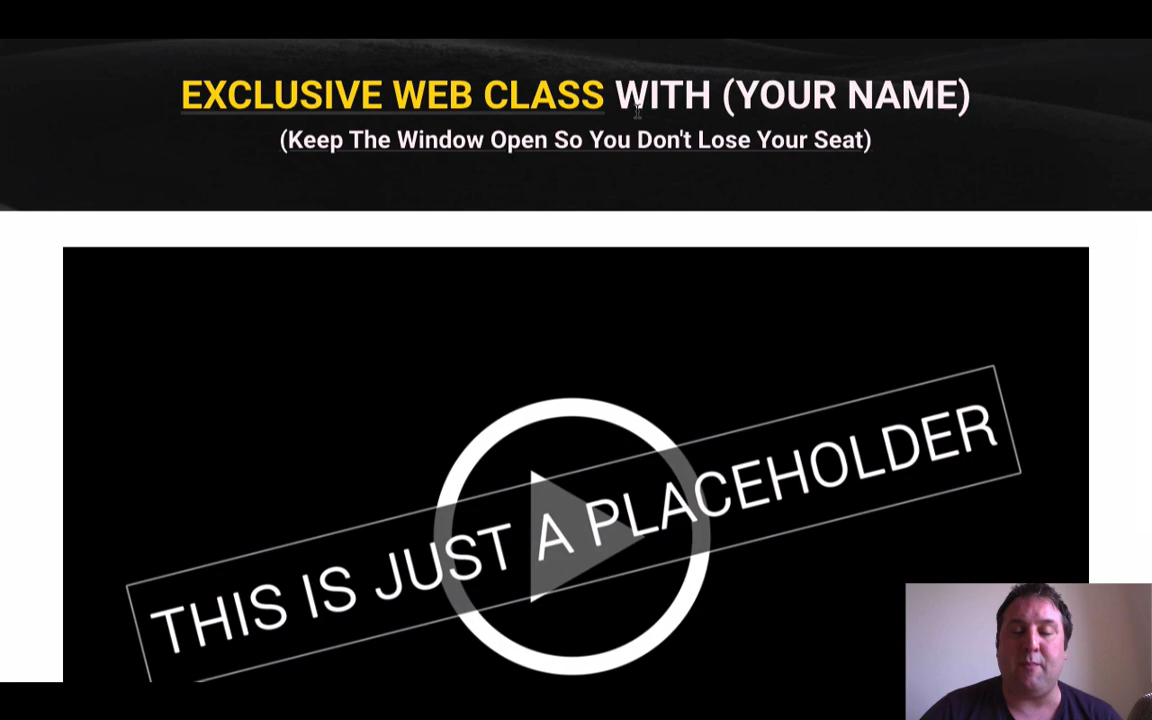 EXCLUSIVE WEB CLASS WITH (YOUR NAME)
(Keep The Window Open So You Don't Lose Your Seat)
THIS IS JUST A PLACEHOLDER